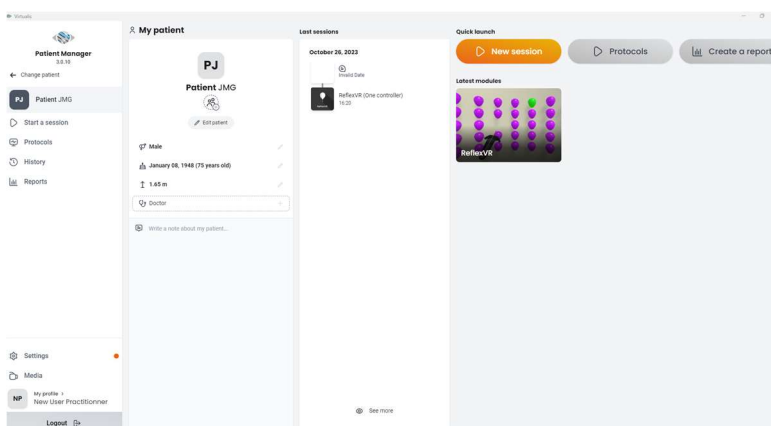 Virtualis
Patient Manager
3.0.10
Change patient
PJ
Patient JMG
Start a session
Protocols
History
Reports
Settings
Media
NP
My profile >
New User Practitionner
Logout
My patient
PJ
Patient JMG
Edit patient
Male
January 08, 1948 (75 years old)
1.65 m
Doctor
Write a note about my patient...
Last sessions
October 26, 2023
Invalid Date
ReflexVR (One controller)
16:20
See more
Quick launch
New session
Protocols
Create a report
Latest modules
ReflexVR